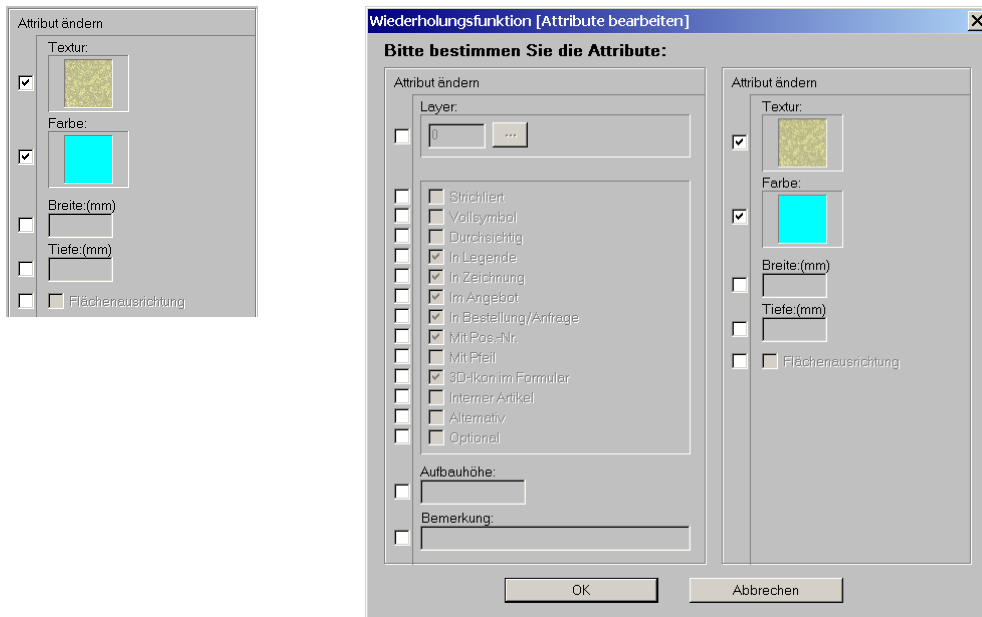 Attribut ändern
Textur:
Farbe:
Breite:(mm)
Tiefe:(mm)
Flächenausrichtung
Wiederholungsfunktion [Attribute bearbeiten]
Bitte bestimmen Sie die Attribute:
Attribut ändern
Layer:
0 ...
Strichliert
Vollsymbol
Durchsichtig
In Legende
In Zeichnung
Im Angebot
In Bestellung/Anfrage
Mit Pos.-Nr.
Mit Pfeil
3D-Ikon im Formular
Interner Artikel
Alternativ
Optional
Aufbauhöhe:
Bemerkung:
Attribut ändern
Textur:
Farbe:
Breite:(mm)
Tiefe:(mm)
Flächenausrichtung
OK Abbrechen